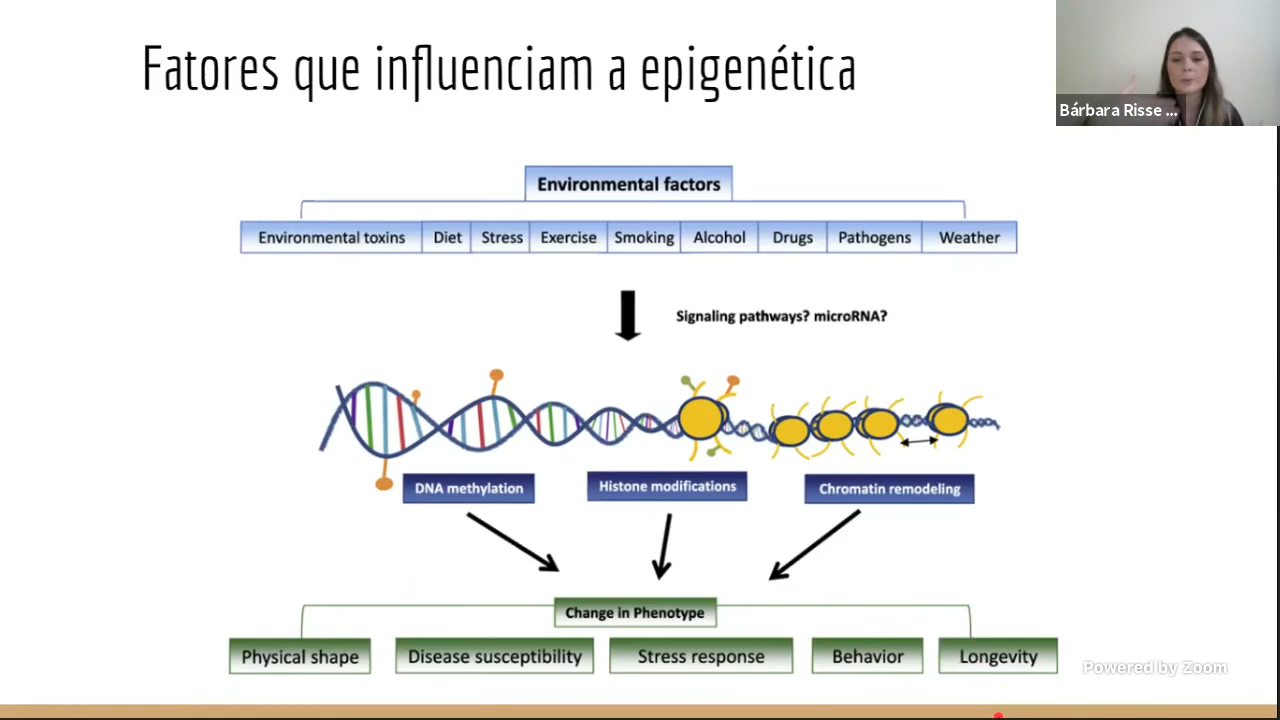 Fatores que influenciam a epigenética
Bárbara Risse ...
Environmental factors
Environmental toxins Diet Stress Exercise Smoking Alcohol Drugs Pathogens Weather
Signaling pathways? microRNA?
DNA methylation Histone modifications Chromatin remodeling
Change in Phenotype
Physical shape Disease susceptibility Stress response Behavior Longevity
Powered by Zoom